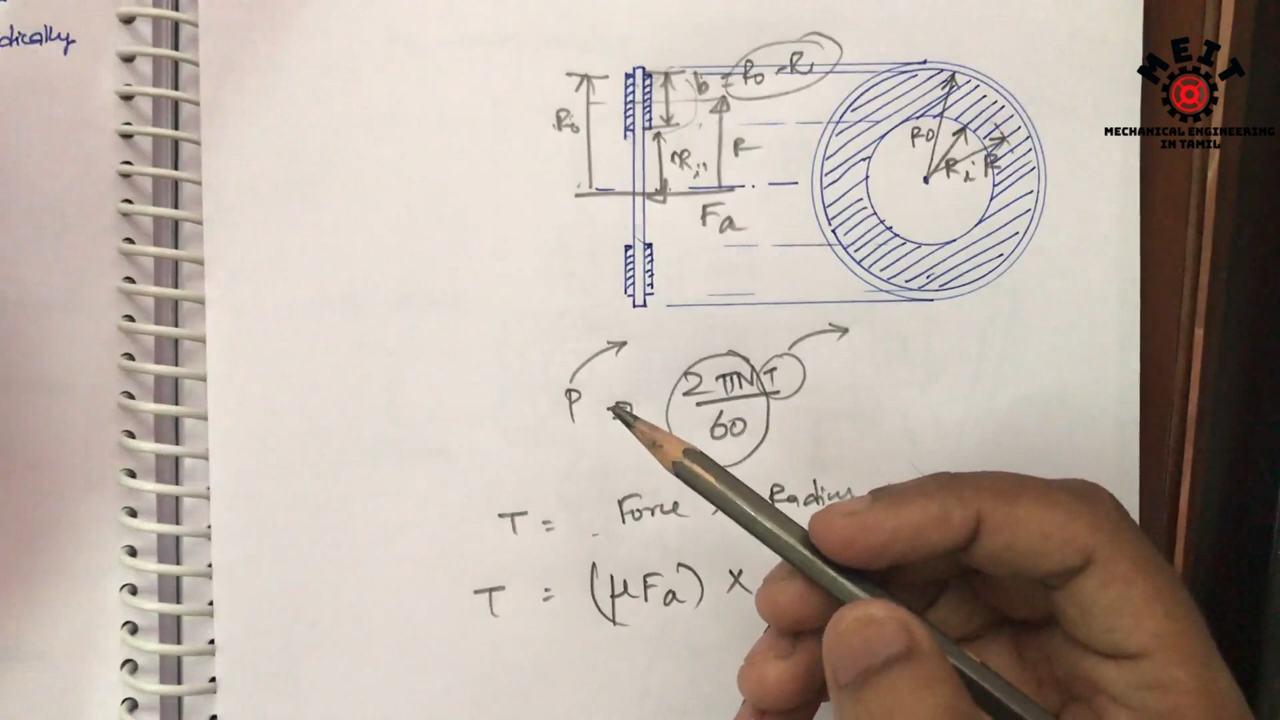 dically
MEIT
MECHANICAL ENGINEERING
IN TAMIL
b = Ro - Ri
Ro
Ri
R
Fa
Ro
Ri
R
P = 2πNT
60
T = Force × Radius
T = (μFa) ×